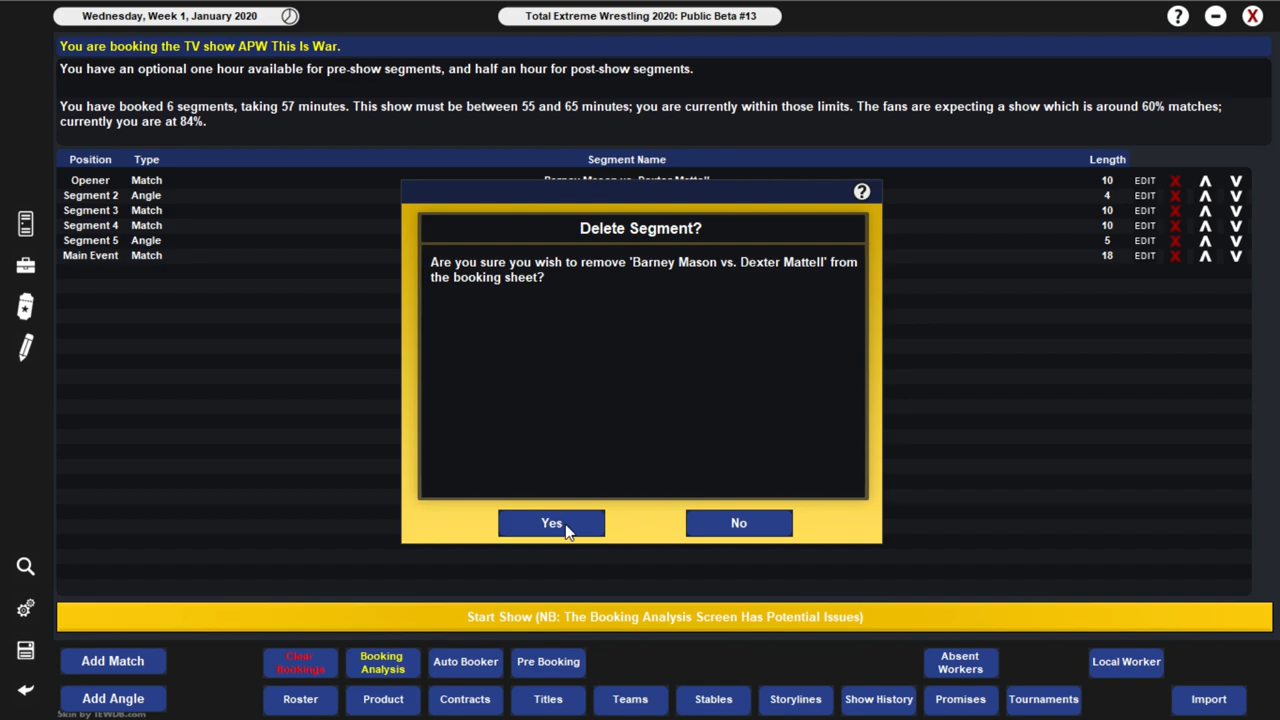 Wednesday, Week 1, January 2020
Total Extreme Wrestling 2020: Public Beta #13
? X
You are booking the TV show APW This Is War.
You have an optional one hour available for pre-show segments, and half an hour for post-show segments.
You have booked 6 segments, taking 57 minutes. This show must be between 55 and 65 minutes; you are currently within those limits. The fans are expecting a show which is around 60% matches;
currently you are at 84%.
Position Type Segment Name Length
Opener Match Barney Mason vs. Dexter Mattell 10 EDIT X
Segment 2 Angle 4 EDIT X
Segment 3 Match 10 EDIT X
Segment 4 Match 10 EDIT X
Segment 5 Angle 5 EDIT X
Main Event Match 18 EDIT X
?
Delete Segment?
Are you sure you wish to remove 'Barney Mason vs. Dexter Mattell' from
the booking sheet?
Yes No
Start Show (NB: The Booking Analysis Screen Has Potential Issues)
Add Match
Clear Bookings
Booking Analysis
Auto Booker
Pre Booking
Absent Workers
Local Worker
Add Angle
Roster
Product
Contracts
Titles
Teams
Stables
Storylines
Show History
Promises
Tournaments
Import
Skin by TEWDB.com